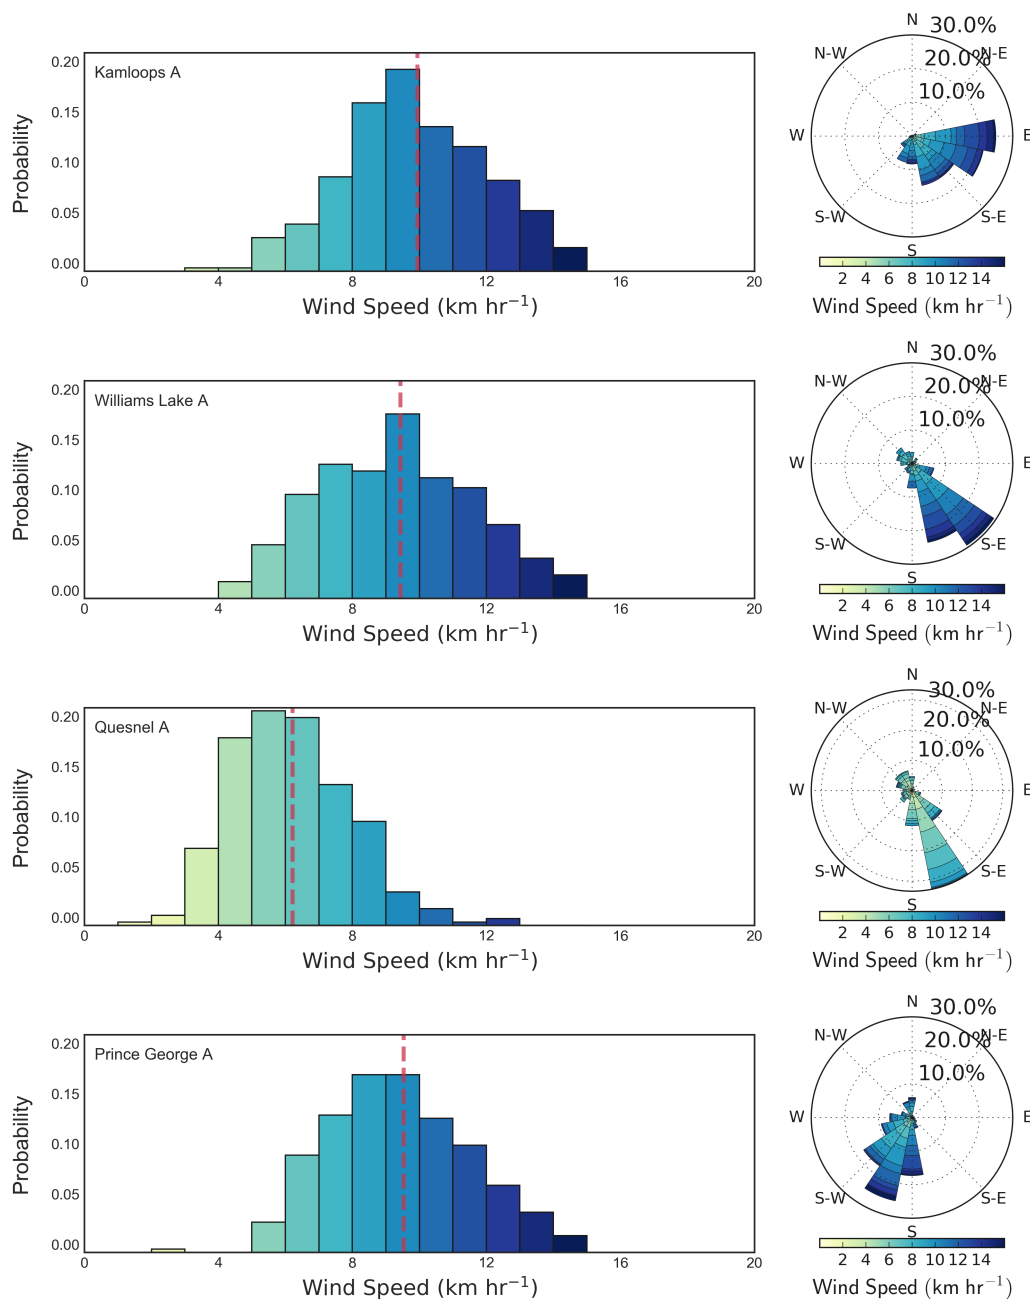 Kamloops A
Probability
0.20
0.15
0.10
0.05
0.00
0 4 8 12 16 20
Wind Speed (km hr⁻¹)
N
N-E
E
S-E
S
S-W
W
N-W
30.0%
20.0%
10.0%
2 4 6 8 10 12 14
Wind Speed (km hr⁻¹)
Williams Lake A
Probability
0.20
0.15
0.10
0.05
0.00
0 4 8 12 16 20
Wind Speed (km hr⁻¹)
N
N-E
E
S-E
S
S-W
W
N-W
30.0%
20.0%
10.0%
2 4 6 8 10 12 14
Wind Speed (km hr⁻¹)
Quesnel A
Probability
0.20
0.15
0.10
0.05
0.00
0 4 8 12 16 20
Wind Speed (km hr⁻¹)
N
N-E
E
S-E
S
S-W
W
N-W
30.0%
20.0%
10.0%
2 4 6 8 10 12 14
Wind Speed (km hr⁻¹)
Prince George A
Probability
0.20
0.15
0.10
0.05
0.00
0 4 8 12 16 20
Wind Speed (km hr⁻¹)
N
N-E
E
S-E
S
S-W
W
N-W
30.0%
20.0%
10.0%
2 4 6 8 10 12 14
Wind Speed (km hr⁻¹)